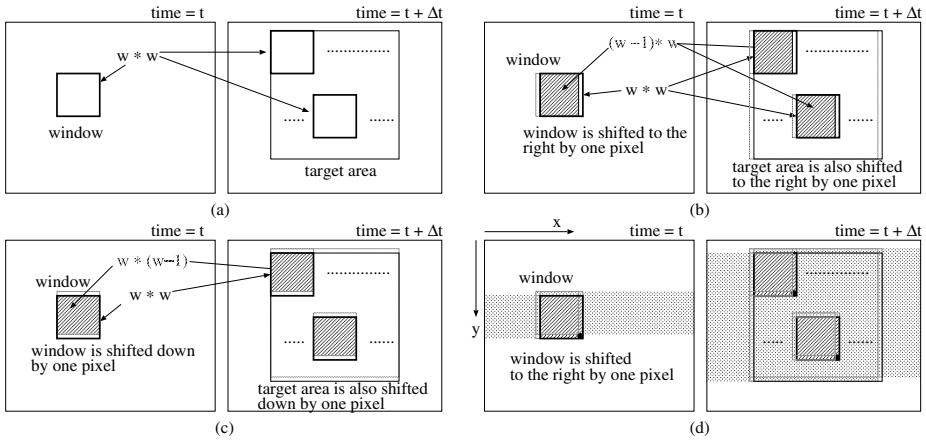 time = t
time = t + Δt
w * w
window
target area
(a)
time = t
time = t + Δt
(w −1)* w
window
w * w
window is shifted to the
right by one pixel
target area is also shifted
to the right by one pixel
(b)
time = t
time = t + Δt
w * (w−1)
window
w * w
window is shifted down
by one pixel
target area is also shifted
down by one pixel
(c)
x
y
time = t
time = t + Δt
window
window is shifted
to the right by one pixel
(d)